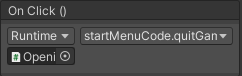 On Click ()
Runtime startMenuCode.quitGan
Openi